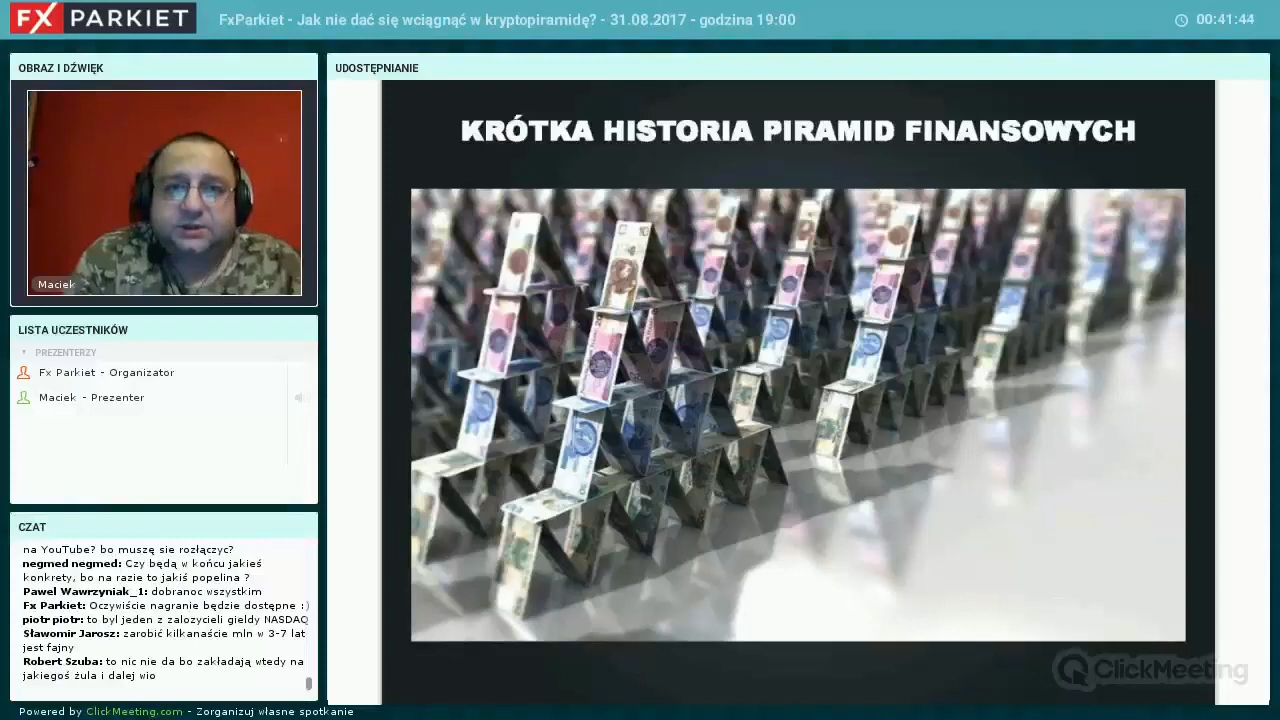 FX PARKIET
FxParkiet - Jak nie dać się wciągnąć w kryptopiramidę? - 31.08.2017 - godzina 19:00
00:41:44
OBRAZ I DŹWIĘK
Maciek
LISTA UCZESTNIKÓW
PREZENTERZY
Fx Parkiet - Organizator
Maciek - Prezenter
CZAT
na YouTube? bo muszę sie rozłączyc?
negmed negmed: Czy będą w końcu jakieś
konkrety, bo na razie to jakiś popelina ?
Pawel Wawrzyniak_1: dobranoc wszystkim
Fx Parkiet: Oczywiście nagranie będzie dostępne :)
piotr piotr: to byl jeden z zalozycieli gieldy NASDAQ
Sławomir Jarosz: zarobić kilkanaście mln w 3-7 lat
jest fajny
Robert Szuba: to nic nie da bo zakładają wtedy na
jakiegoś żula i dalej wio
UDOSTĘPNIANIE
KRÓTKA HISTORIA PIRAMID FINANSOWYCH
ClickMeeting
Powered by ClickMeeting.com - Zorganizuj własne spotkanie